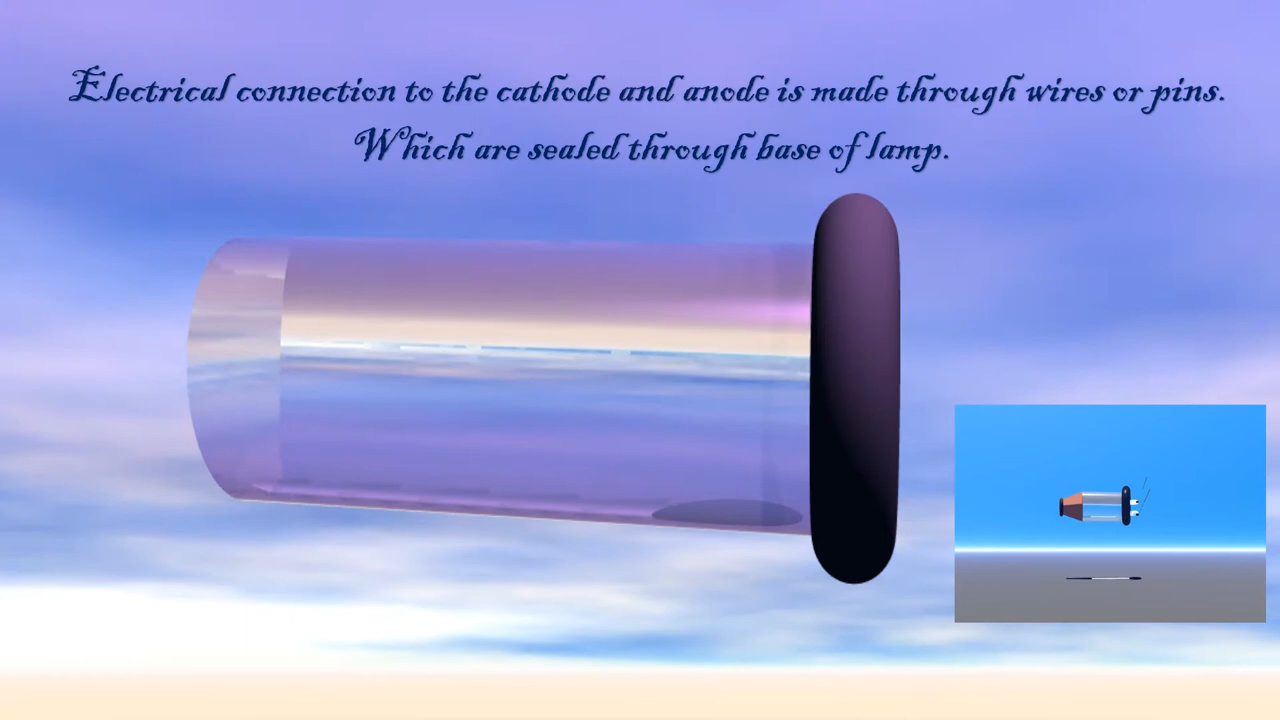 Electrical connection to the cathode and anode is made through wires or pins.
Which are sealed through base of lamp.